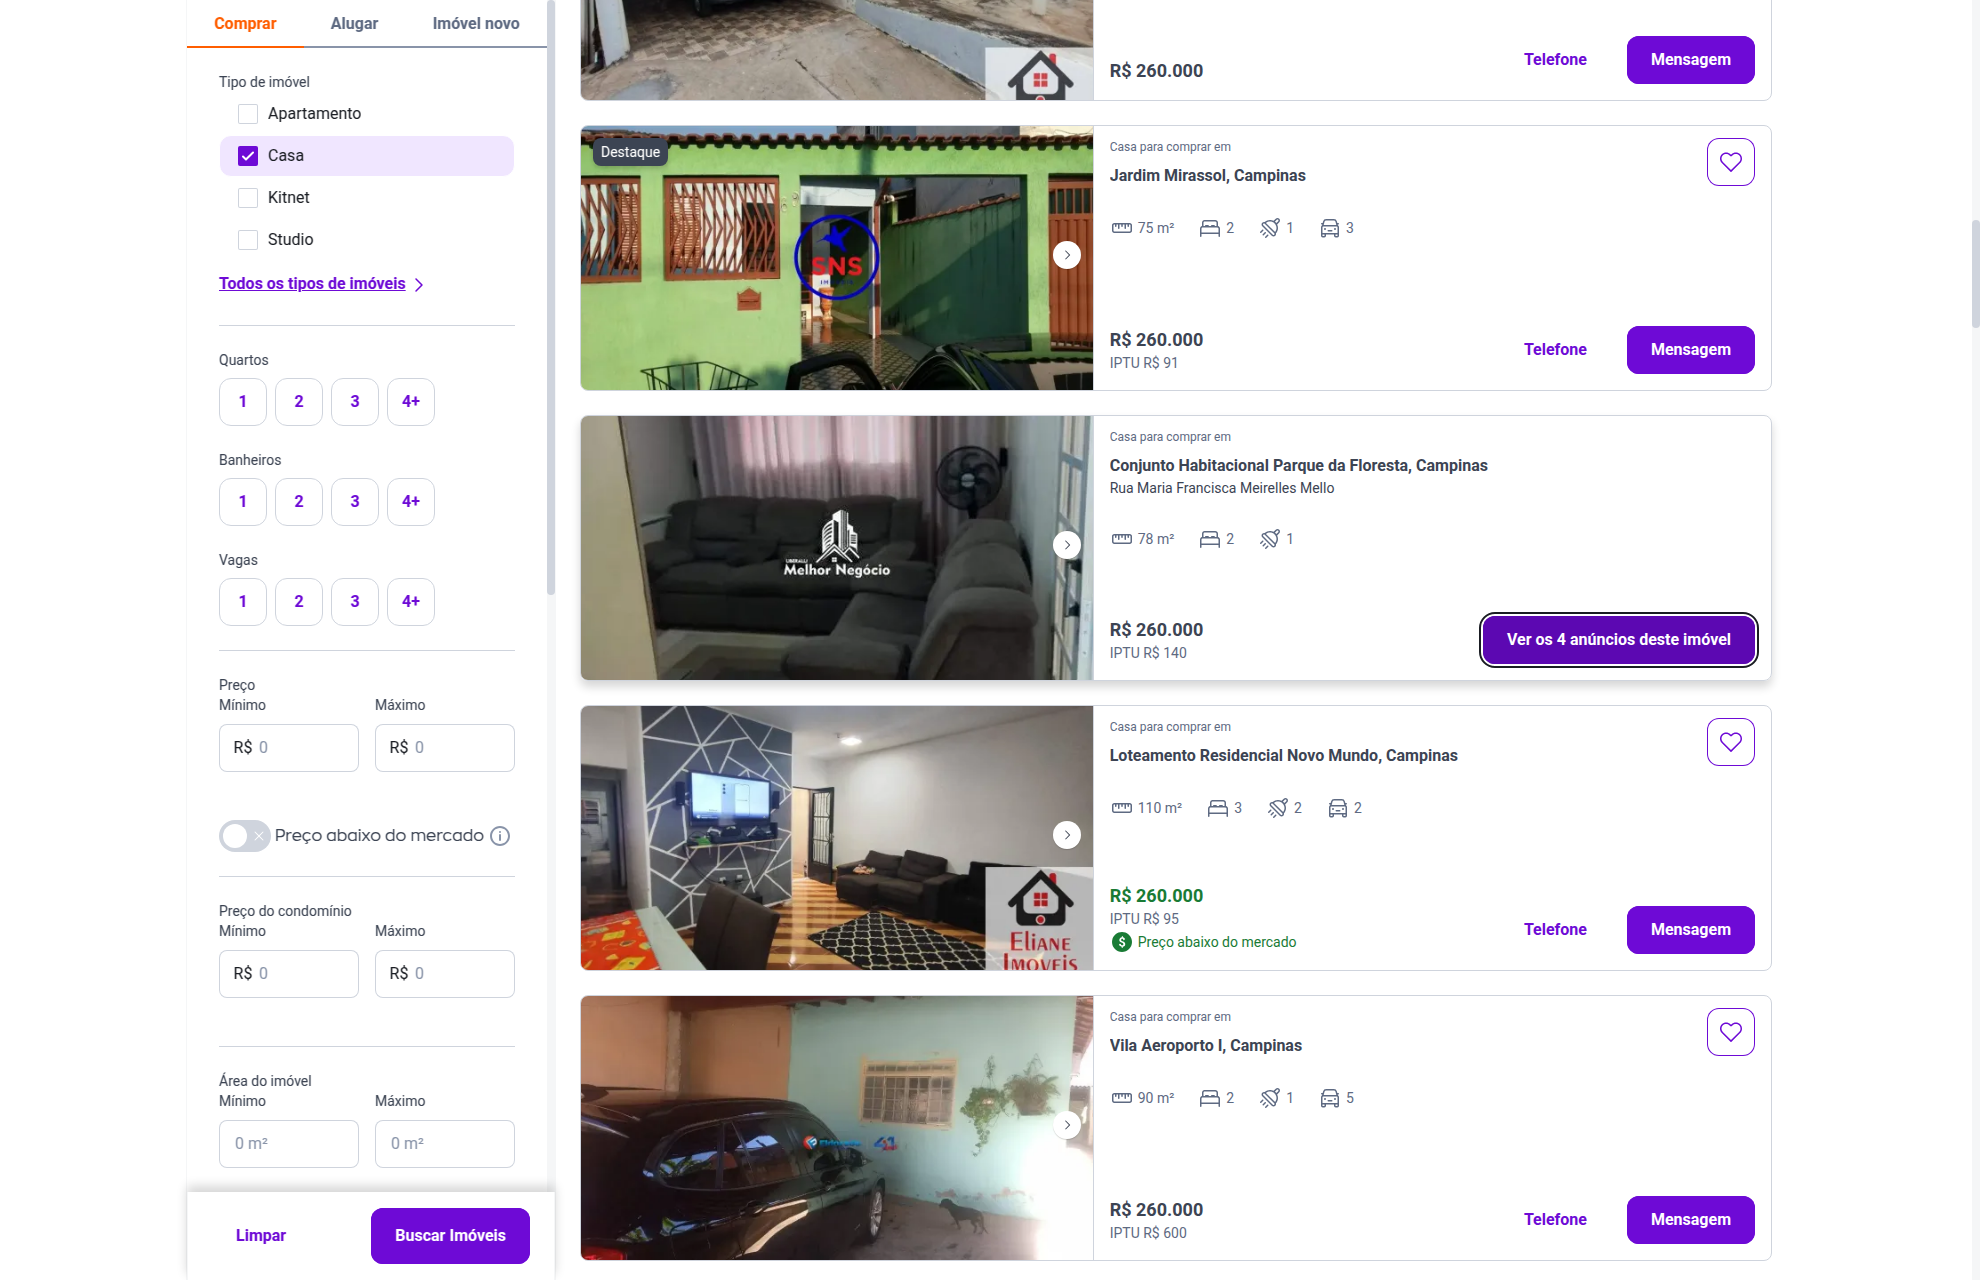 Comprar
Alugar
Imóvel novo
Tipo de imóvel
Apartamento
Casa
Kitnet
Studio
Todos os tipos de imóveis
Quartos
1 2 3 4+
Banheiros
1 2 3 4+
Vagas
1 2 3 4+
Preço
Mínimo Máximo
R$ 0 R$ 0
Preço abaixo do mercado
Preço do condomínio
Mínimo Máximo
R$ 0 R$ 0
Área do imóvel
Mínimo Máximo
0 m² 0 m²
Limpar
Buscar Imóveis
R$ 260.000
Telefone
Mensagem
Destaque
SNS
Casa para comprar em
Jardim Mirassol, Campinas
75 m² 2 1 3
R$ 260.000
IPTU R$ 91
Telefone
Mensagem
Melhor Negócio
Casa para comprar em
Conjunto Habitacional Parque da Floresta, Campinas
Rua Maria Francisca Meirelles Mello
78 m² 2 1
R$ 260.000
IPTU R$ 140
Ver os 4 anúncios deste imóvel
Eliane
Imoveis
Casa para comprar em
Loteamento Residencial Novo Mundo, Campinas
110 m² 3 2 2
R$ 260.000
IPTU R$ 95
$ Preço abaixo do mercado
Telefone
Mensagem
Casa para comprar em
Vila Aeroporto I, Campinas
90 m² 2 1 5
R$ 260.000
IPTU R$ 600
Telefone
Mensagem